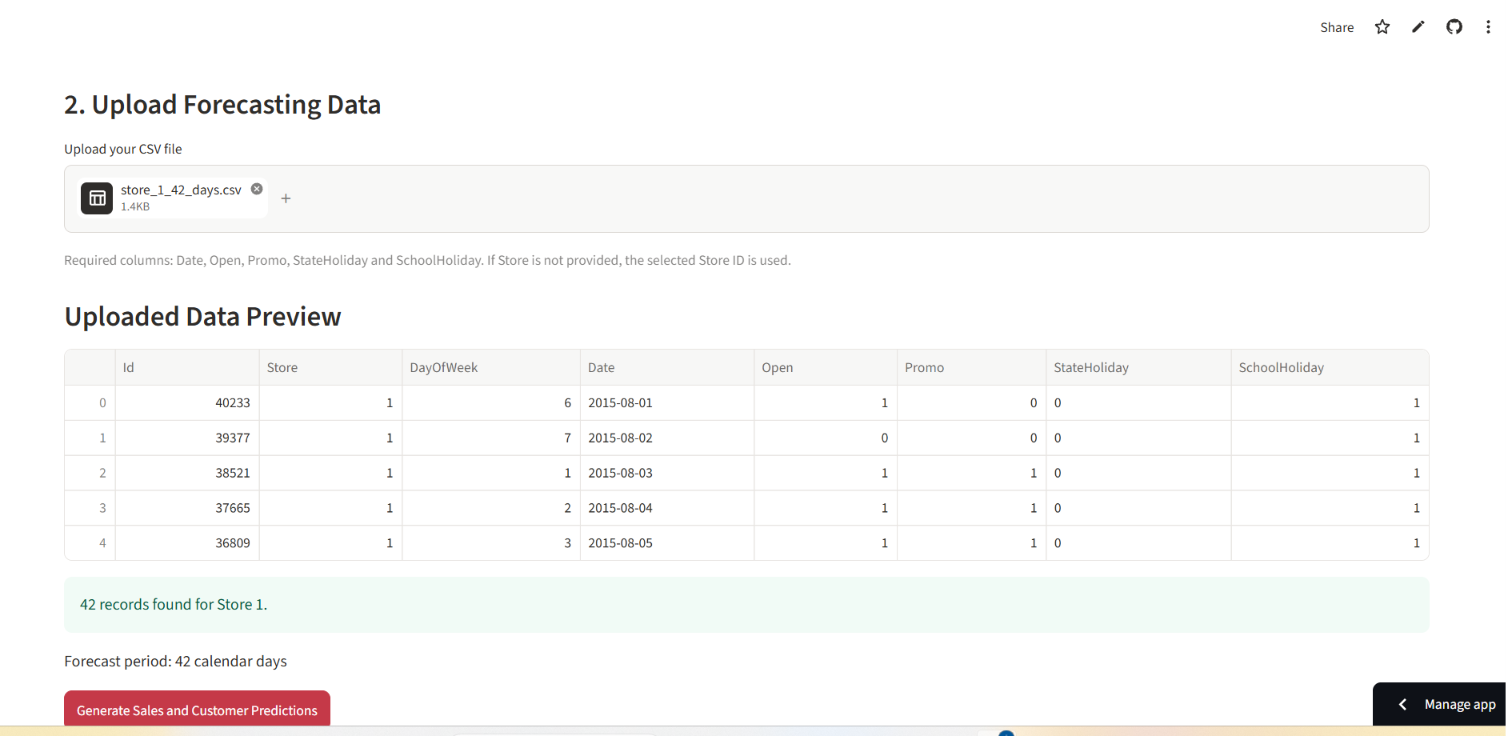 Share
2. Upload Forecasting Data
Upload your CSV file
store_1_42_days.csv
1.4KB
Required columns: Date, Open, Promo, StateHoliday and SchoolHoliday. If Store is not provided, the selected Store ID is used.
Uploaded Data Preview
Id Store DayOfWeek Date Open Promo StateHoliday SchoolHoliday
0 40233 1 6 2015-08-01 1 0 0 1
1 39377 1 7 2015-08-02 0 0 0 1
2 38521 1 1 2015-08-03 1 1 0 1
3 37665 1 2 2015-08-04 1 1 0 1
4 36809 1 3 2015-08-05 1 1 0 1
42 records found for Store 1.
Forecast period: 42 calendar days
Generate Sales and Customer Predictions
Manage app